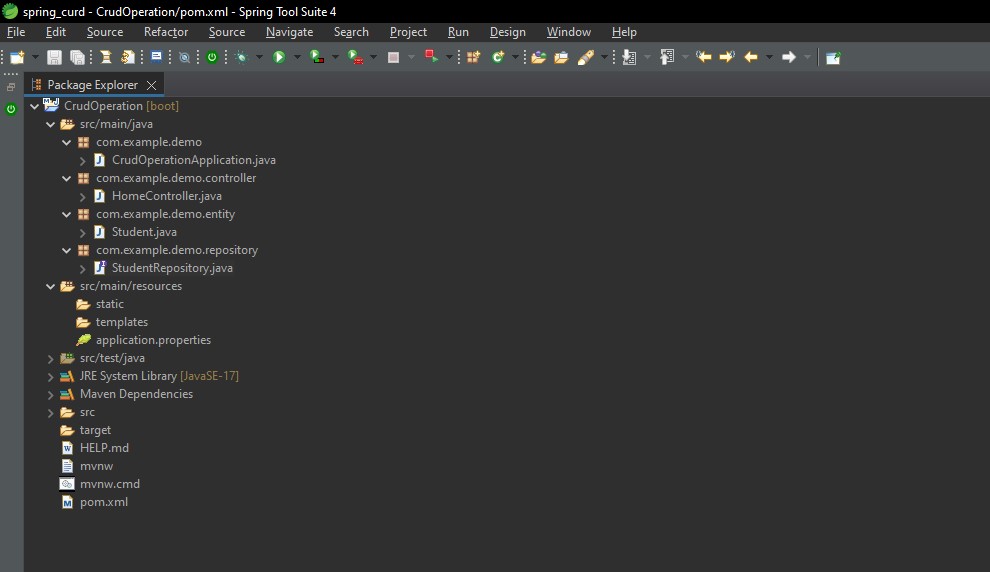 spring_curd - CrudOperation/pom.xml - Spring Tool Suite 4
File Edit Source Refactor Source Navigate Search Project Run Design Window Help
Package Explorer
CrudOperation [boot]
src/main/java
com.example.demo
CrudOperationApplication.java
com.example.demo.controller
HomeController.java
com.example.demo.entity
Student.java
com.example.demo.repository
StudentRepository.java
src/main/resources
static
templates
application.properties
src/test/java
JRE System Library [JavaSE-17]
Maven Dependencies
src
target
HELP.md
mvnw
mvnw.cmd
pom.xml